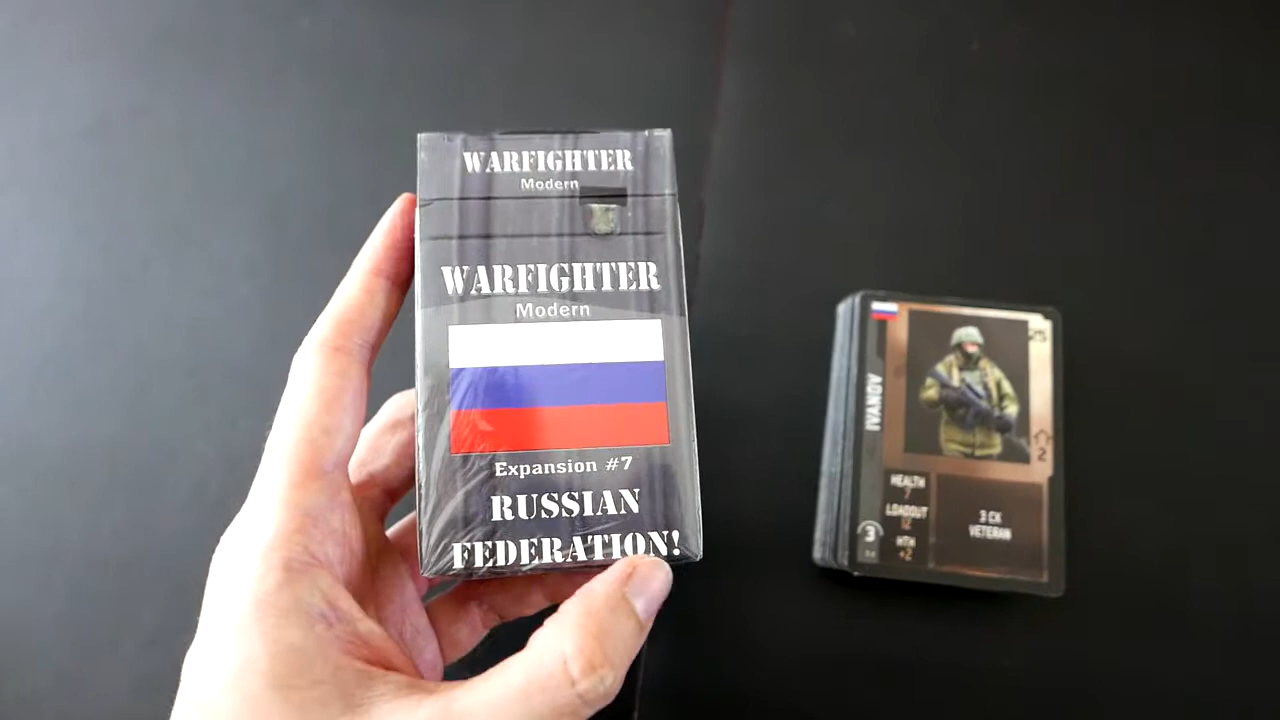 WARFIGHTER
Modern
WARFIGHTER
Modern
Expansion #7
RUSSIAN
FEDERATION!
IVANOV
25
2
HEALTH
7
LOADOUT
12
HTH
+2
3
3 CK
VETERAN